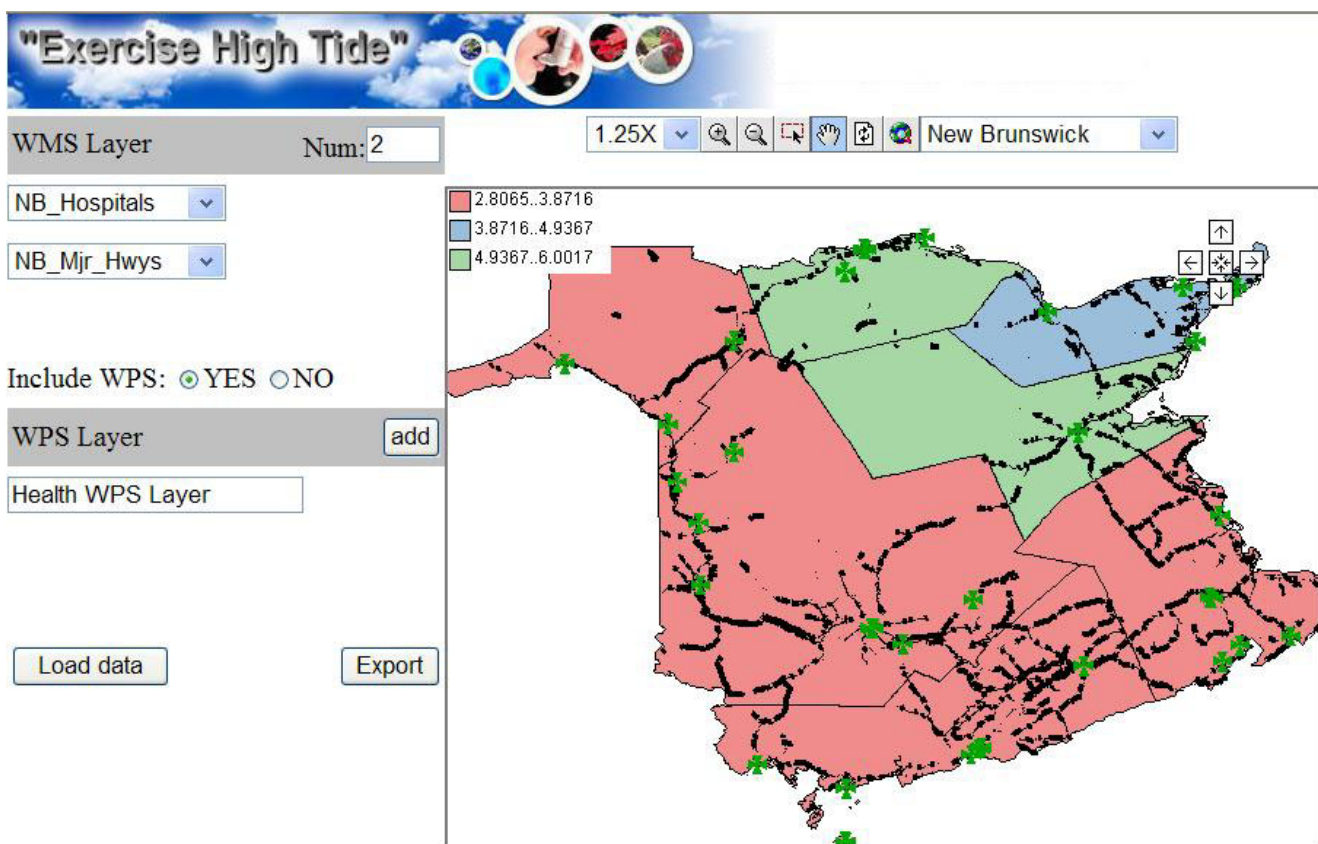 "Exercise High Tide"
WMS Layer Num: 2
1.25X New Brunswick
NB_Hospitals
NB_Mjr_Hwys
2.8065..3.8716
3.8716..4.9367
4.9367..6.0017
Include WPS: YES NO
WPS Layer add
Health WPS Layer
Load data Export